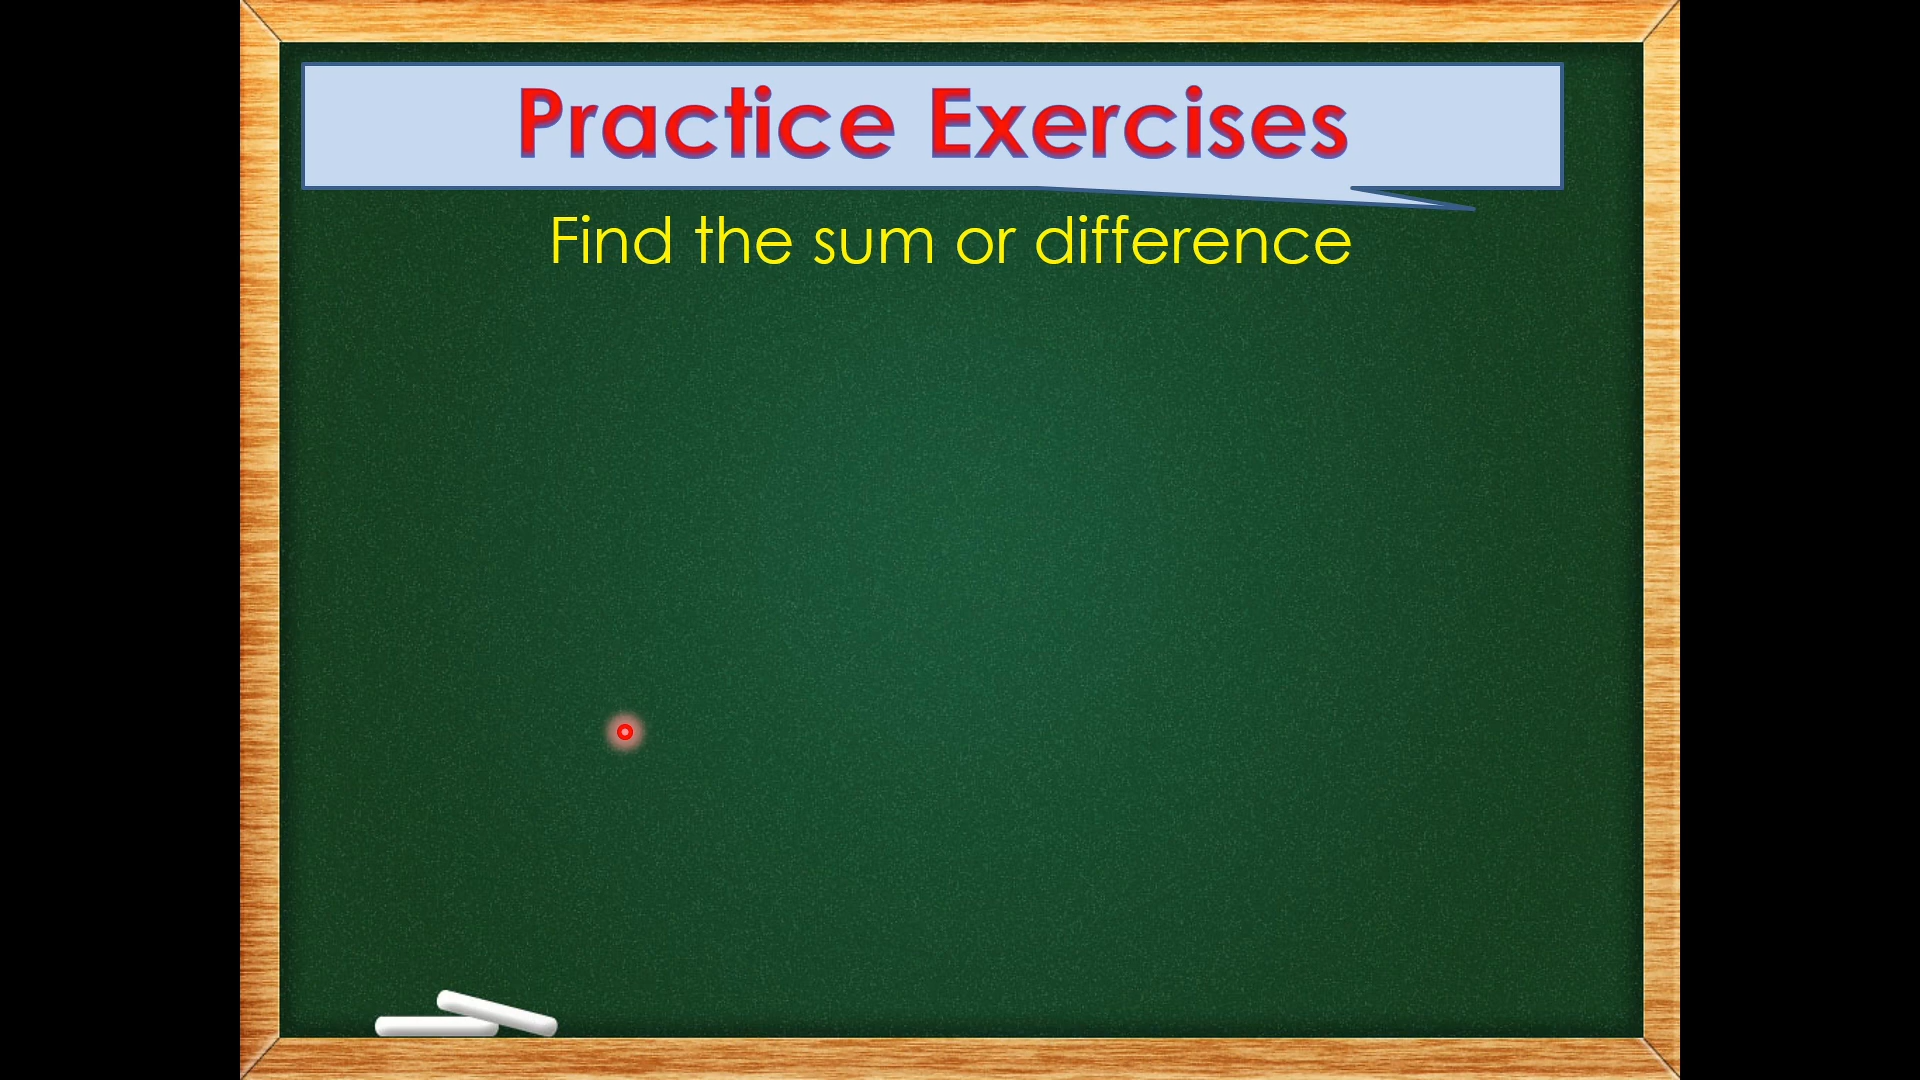 Practice Exercises
Find the sum or difference